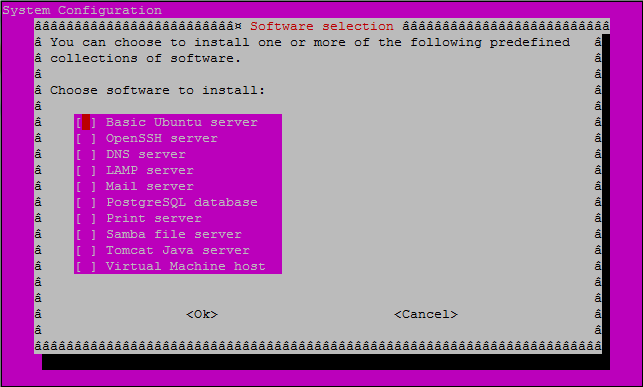 System Configuration
âââââââââââââââââââââââââ¤ Software selection ââââââââââââââââââââââââââ
â You can choose to install one or more of the following predefined   â
â collections of software.                                            â
â                                                                     â
â Choose software to install:                                         â
â                                                                     â
â    [ ] Basic Ubuntu server                                          â
â    [ ] OpenSSH server                                               â
â    [ ] DNS server                                                   â
â    [ ] LAMP server                                                  â
â    [ ] Mail server                                                  â
â    [ ] PostgreSQL database                                          â
â    [ ] Print server                                                 â
â    [ ] Samba file server                                            â
â    [ ] Tomcat Java server                                           â
â    [ ] Virtual Machine host                                         â
â                                                                     â
â                                                                     â
â                  <Ok>                      <Cancel>                 â
â                                                                     â
âââââââââââââââââââââââââââââââââââââââââââââââââââââââââââââââââââââââ